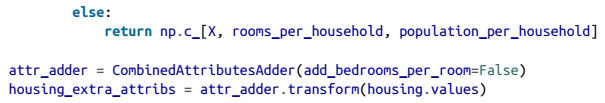 else:
            return np.c_[X, rooms_per_household, population_per_household]

attr_adder = CombinedAttributesAdder(add_bedrooms_per_room=False)
housing_extra_attribs = attr_adder.transform(housing.values)